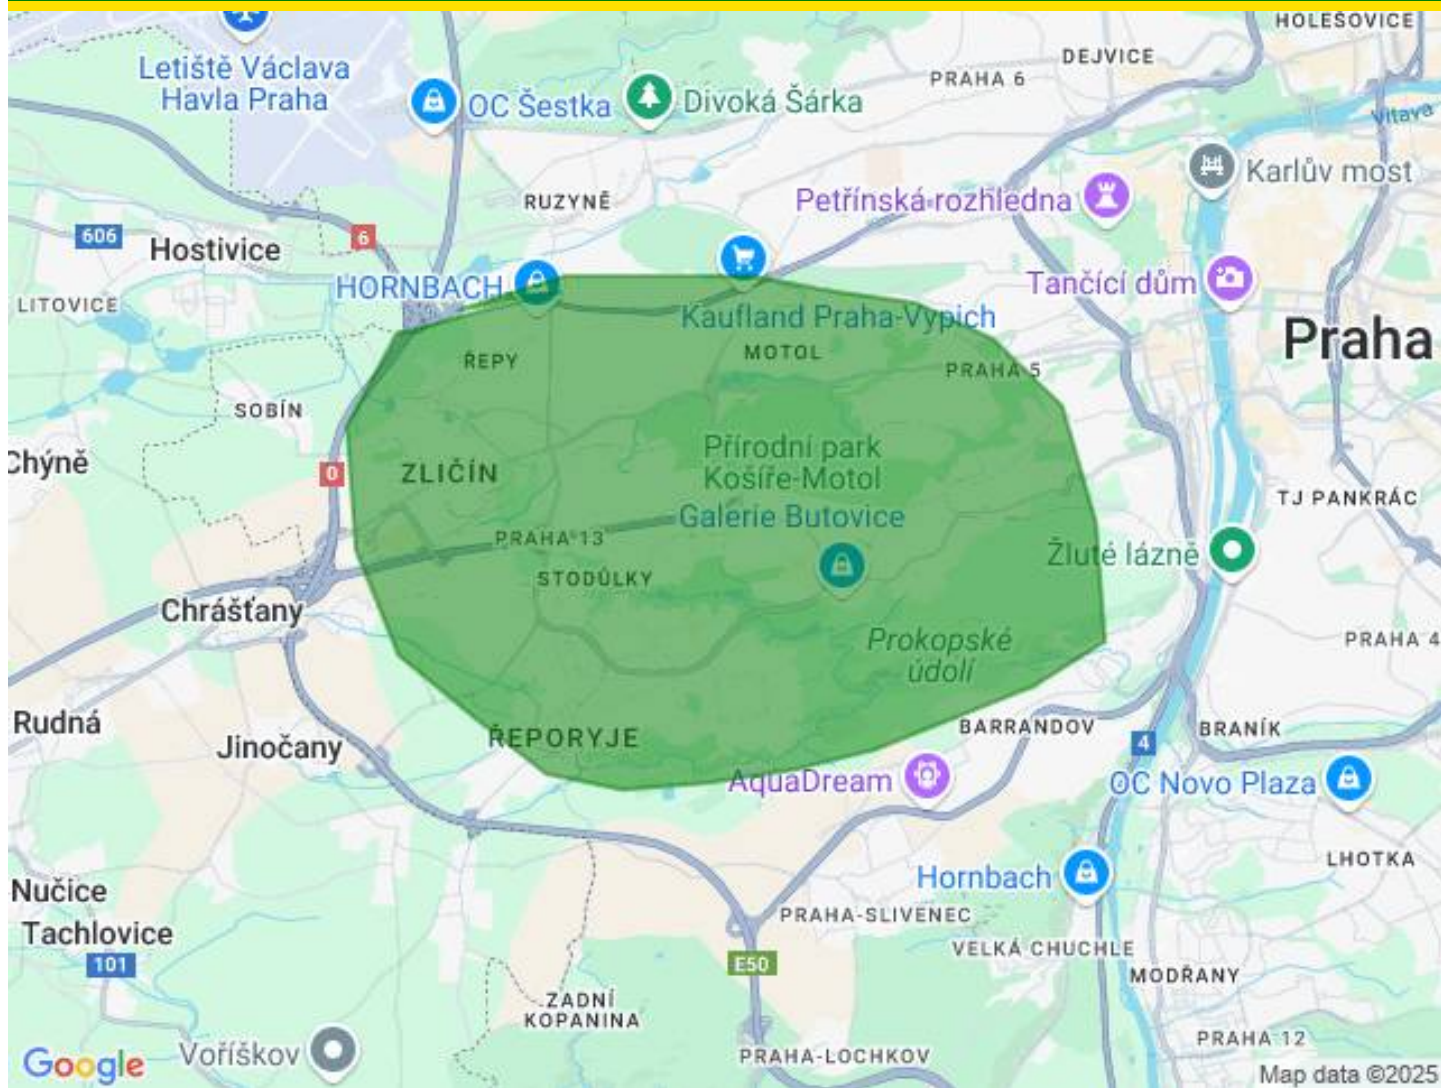 HOLEŠOVICE
DEJVICE
Letiště Václava
Havla Praha
PRAHA 6
OC Šestka
Divoká Šárka
Vltava
Karlův most
RUZYNĚ
Petřínská rozhledna
606
6
Hostivice
HORNBACH
Tančící dům
LITOVICE
Kaufland Praha-Vypich
Praha
ŘEPY
MOTOL
PRAHA 5
SOBÍN
Chýně
0
ZLIČÍN
Přírodní park
Košíře-Motol
TJ PANKRÁC
Galerie Butovice
PRAHA 13
Žluté lázně
STODŮLKY
Chrášťany
Prokopské
údolí
PRAHA 4
Rudná
Jinočany
ŘEPORYJE
BARRANDOV
4
BRANÍK
AquaDream
OC Novo Plaza
LHOTKA
Hornbach
Nučice
PRAHA-SLIVENEC
Tachlovice
VELKÁ CHUCHLE
101
E50
MODŘANY
ZADNÍ
KOPANINA
PRAHA 12
Google
Voříškov
PRAHA-LOCHKOV
Map data ©2025